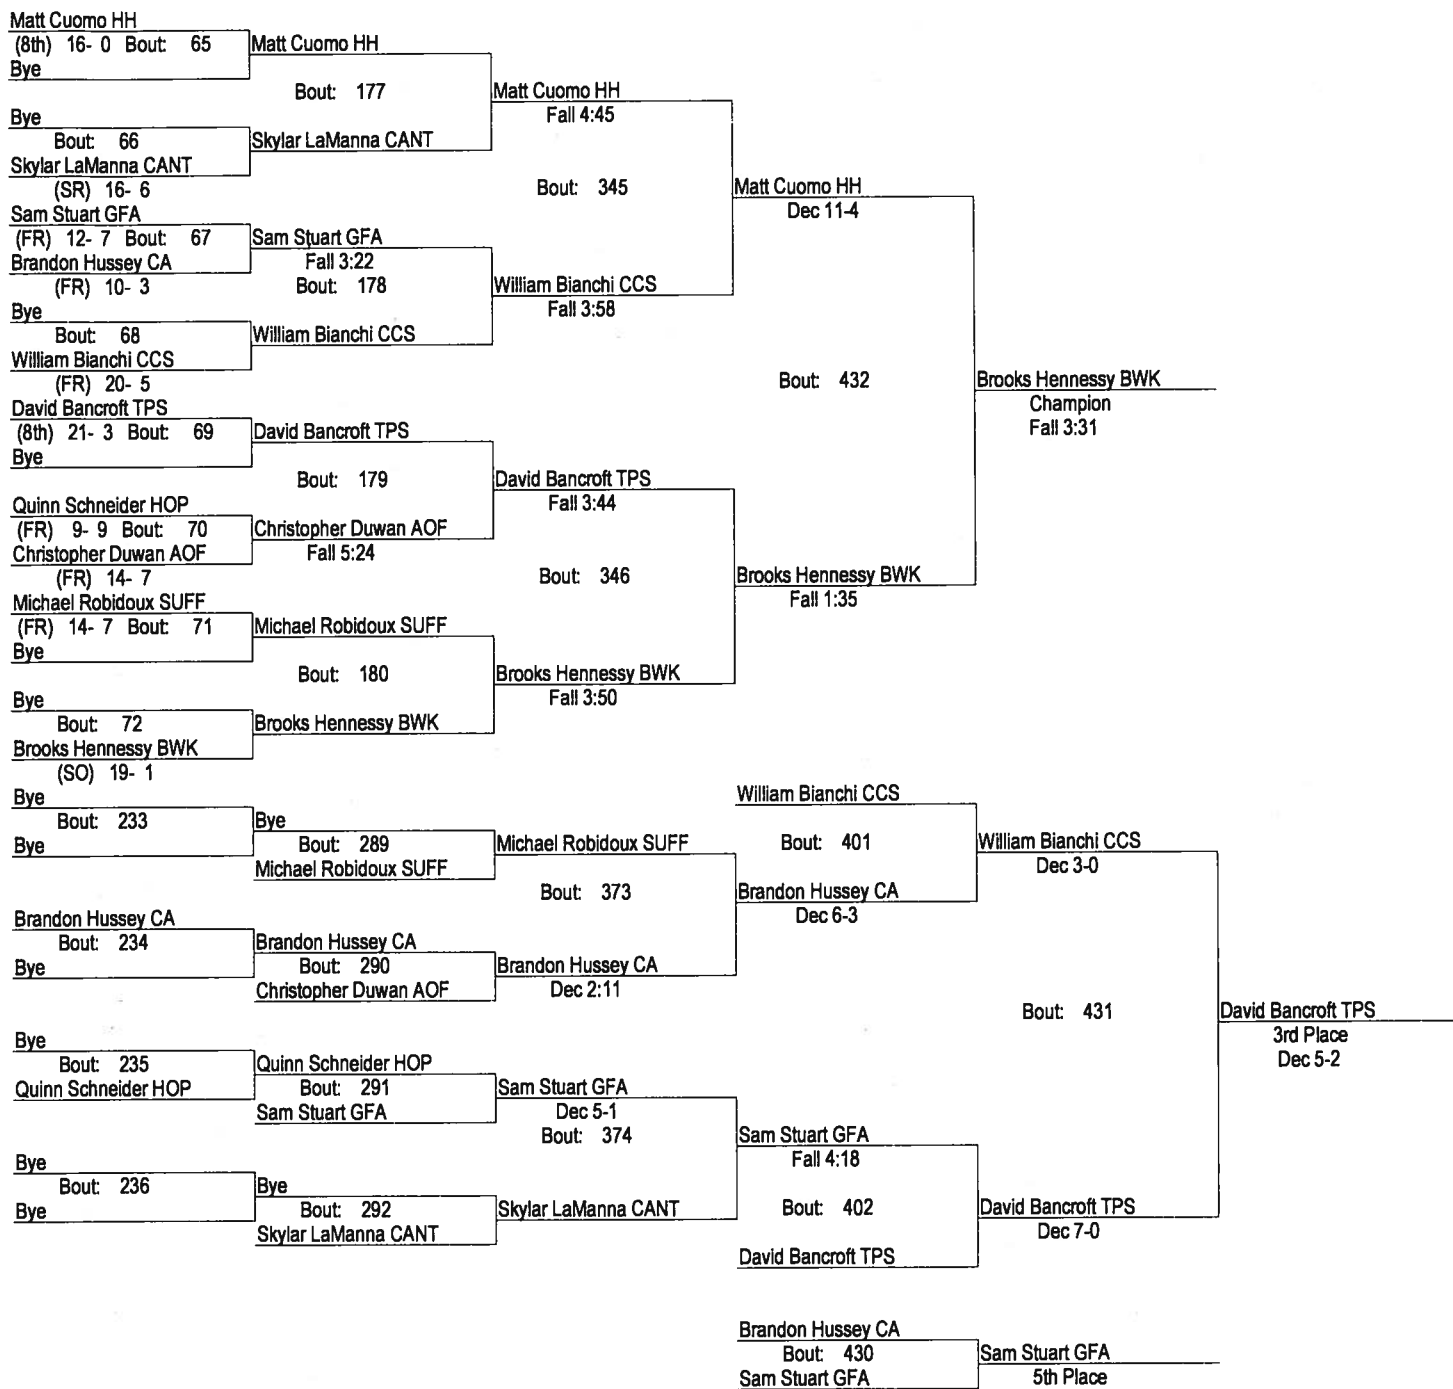 Matt Cuomo HH
(8th) 16- 0 Bout: 65
Bye
Matt Cuomo HH
Bout: 177
Bye
Bout: 66
Skylar LaManna CANT
(SR) 16- 6
Skylar LaManna CANT
Matt Cuomo HH
Fall 4:45
Bout: 345
Sam Stuart GFA
(FR) 12- 7 Bout: 67
Brandon Hussey CA
(FR) 10- 3
Sam Stuart GFA
Fall 3:22
Bout: 178
Bye
Bout: 68
William Bianchi CCS
(FR) 20- 5
William Bianchi CCS
William Bianchi CCS
Fall 3:58
Matt Cuomo HH
Dec 11-4
Bout: 432
Brooks Hennessy BWK
Champion
Fall 3:31
David Bancroft TPS
(8th) 21- 3 Bout: 69
Bye
David Bancroft TPS
Bout: 179
Quinn Schneider HOP
(FR) 9- 9 Bout: 70
Christopher Duwan AOF
(FR) 14- 7
Christopher Duwan AOF
Fall 5:24
David Bancroft TPS
Fall 3:44
Bout: 346
Michael Robidoux SUFF
(FR) 14- 7 Bout: 71
Bye
Michael Robidoux SUFF
Bout: 180
Bye
Bout: 72
Brooks Hennessy BWK
(SO) 19- 1
Brooks Hennessy BWK
Brooks Hennessy BWK
Fall 3:50
Brooks Hennessy BWK
Fall 1:35
Bye
Bout: 233
Bye
Bye
Bout: 289
Michael Robidoux SUFF
Michael Robidoux SUFF
Bout: 373
Brandon Hussey CA
Bout: 234
Bye
Brandon Hussey CA
Bout: 290
Christopher Duwan AOF
Brandon Hussey CA
Dec 2:11
William Bianchi CCS
Bout: 401
Brandon Hussey CA
Dec 6-3
William Bianchi CCS
Dec 3-0
Bout: 431
David Bancroft TPS
3rd Place
Dec 5-2
Bye
Bout: 235
Quinn Schneider HOP
Quinn Schneider HOP
Bout: 291
Sam Stuart GFA
Sam Stuart GFA
Dec 5-1
Bout: 374
Bye
Bout: 236
Bye
Bye
Bout: 292
Skylar LaManna CANT
Skylar LaManna CANT
Sam Stuart GFA
Fall 4:18
Bout: 402
David Bancroft TPS
David Bancroft TPS
Dec 7-0
Brandon Hussey CA
Bout: 430
Sam Stuart GFA
Sam Stuart GFA
5th Place